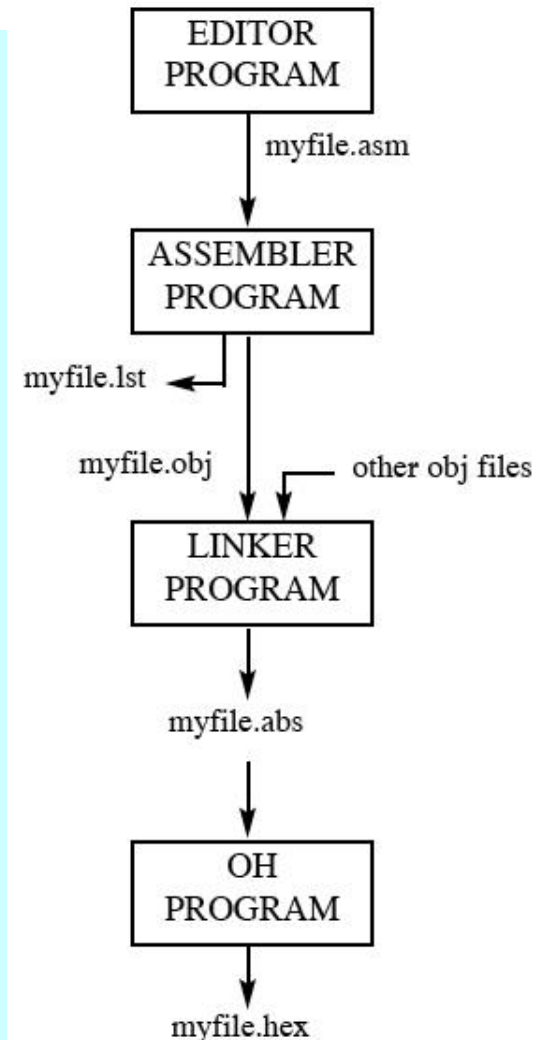 EDITOR
PROGRAM
myfile.asm
ASSEMBLER
PROGRAM
myfile.lst
myfile.obj
other obj files
LINKER
PROGRAM
myfile.abs
OH
PROGRAM
myfile.hex